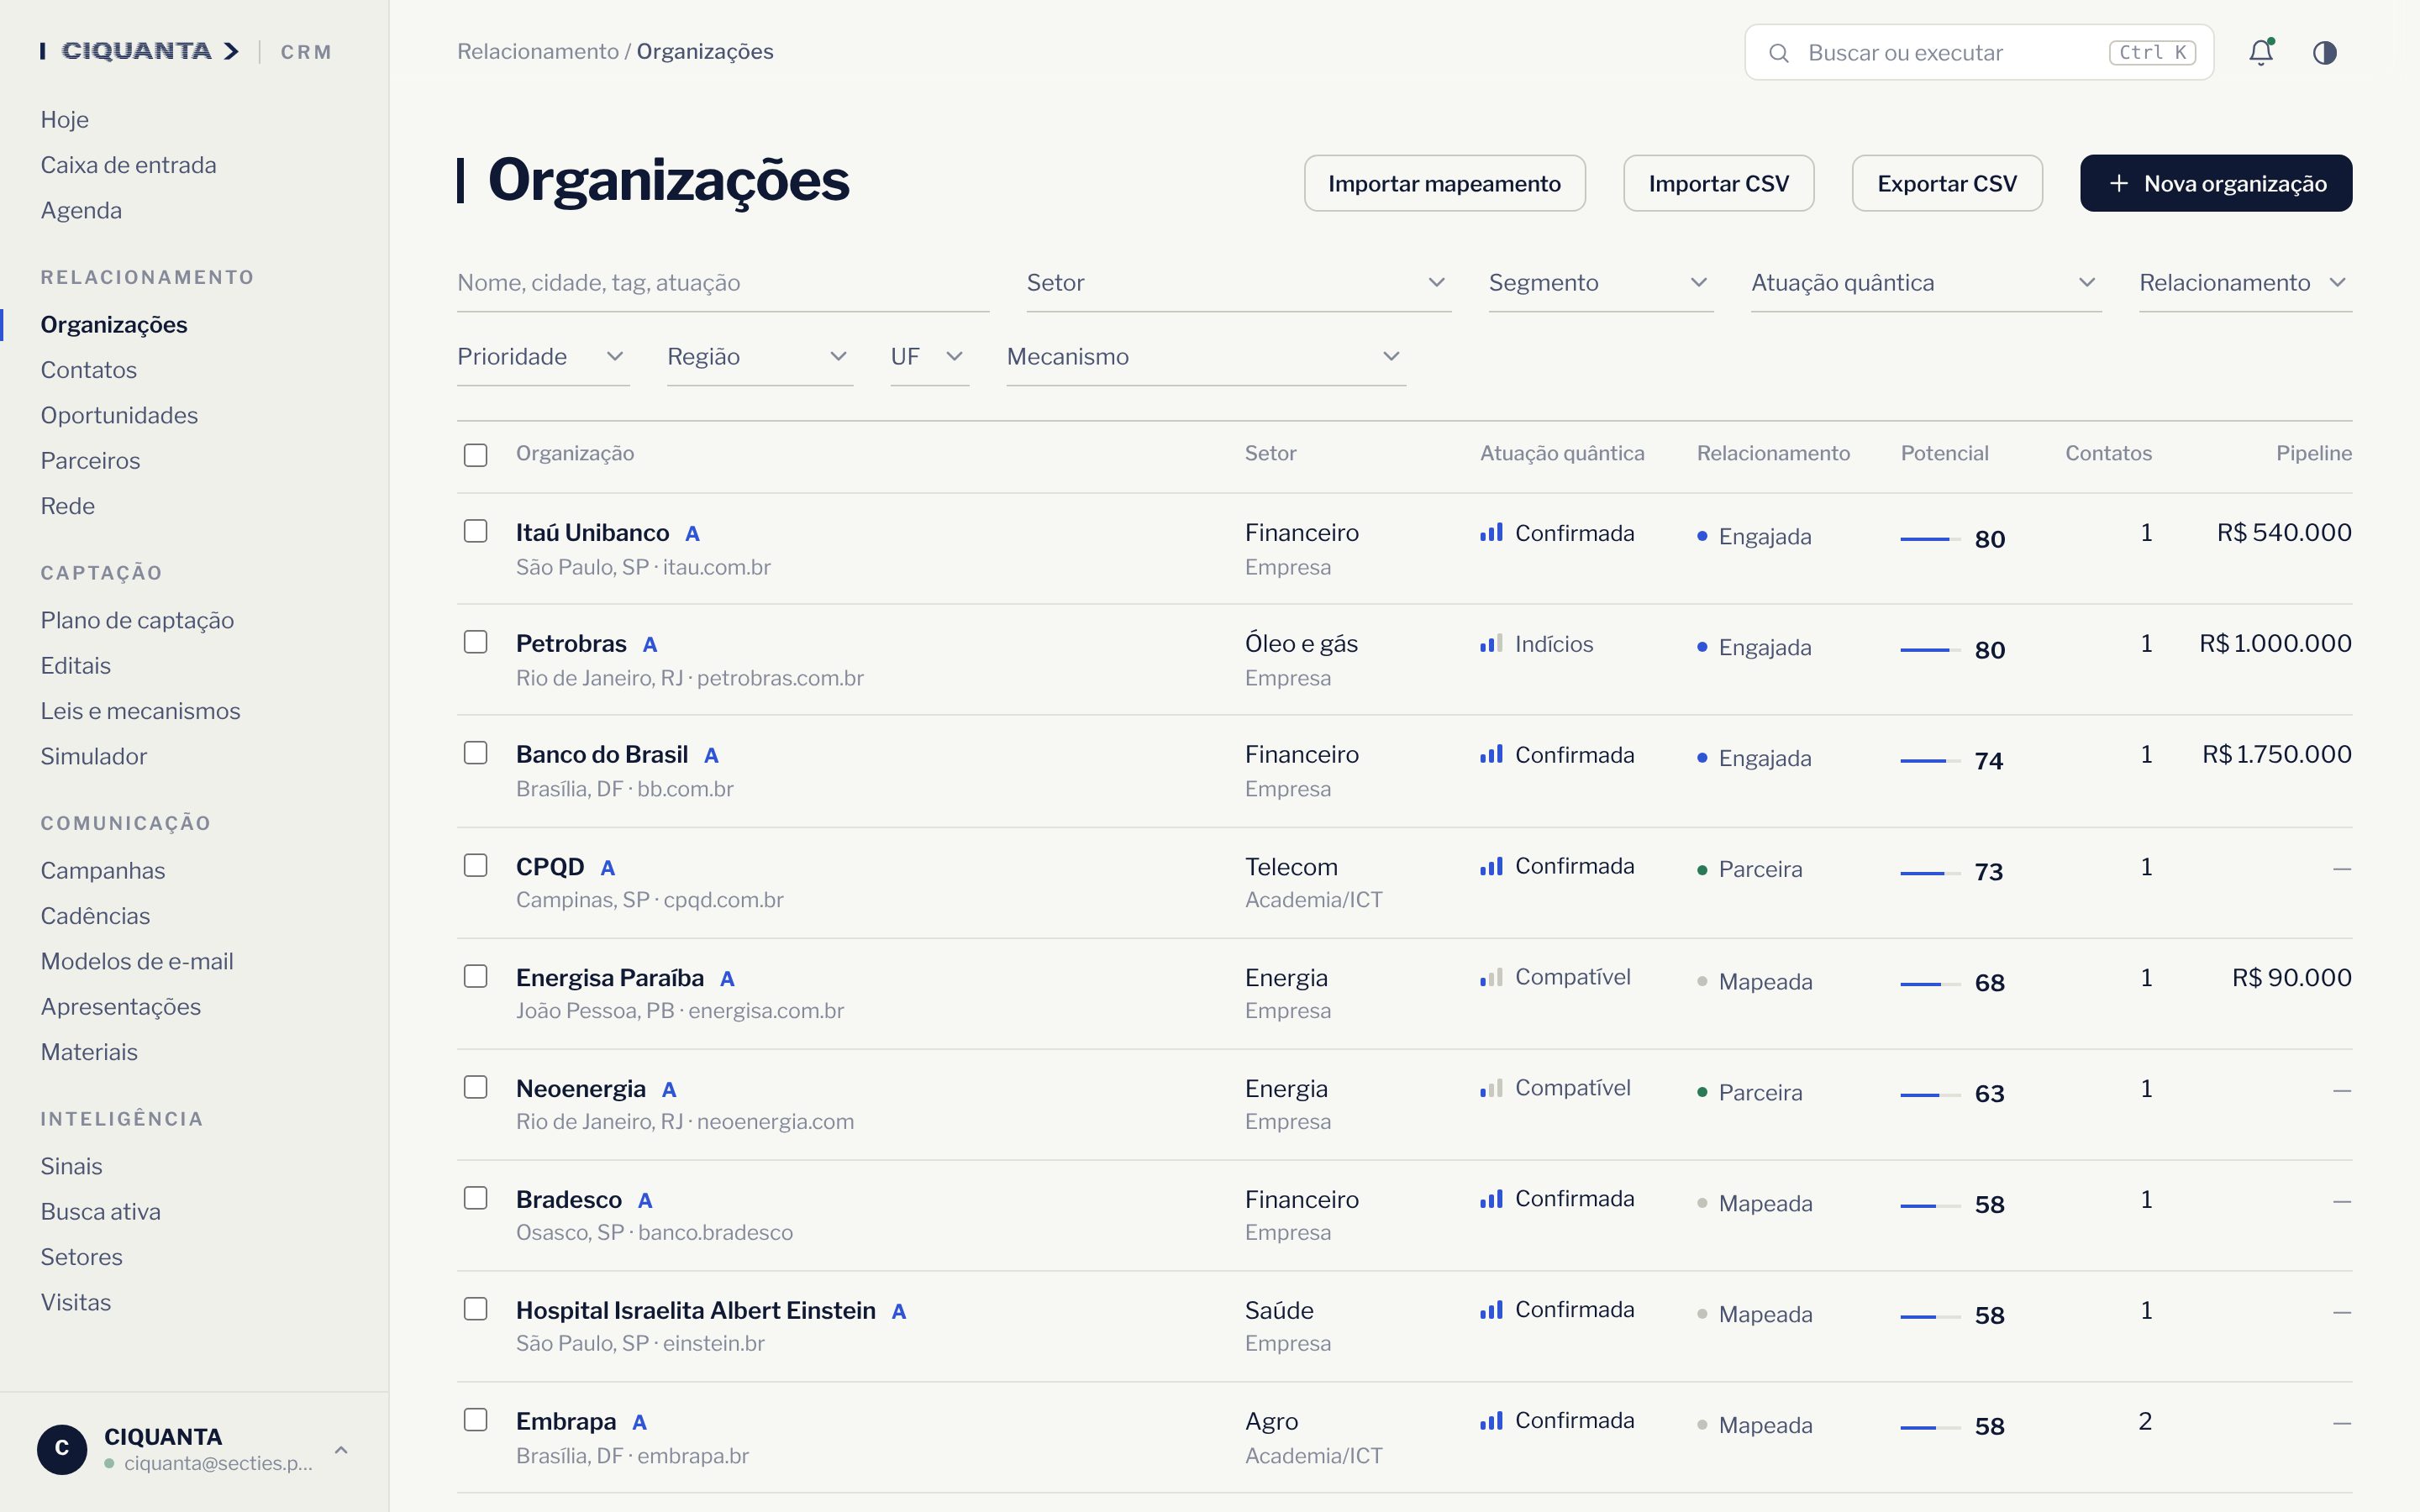 CIQUANTA CRM
Hoje
Caixa de entrada
Agenda
RELACIONAMENTO
Organizações
Contatos
Oportunidades
Parceiros
Rede
CAPTAÇÃO
Plano de captação
Editais
Leis e mecanismos
Simulador
COMUNICAÇÃO
Campanhas
Cadências
Modelos de e-mail
Apresentações
Materiais
INTELIGÊNCIA
Sinais
Busca ativa
Setores
Visitas
C
CIQUANTA
ciquanta@secties.p...
Relacionamento / Organizações
Buscar ou executar Ctrl K
Organizações
Importar mapeamento Importar CSV Exportar CSV + Nova organização
Nome, cidade, tag, atuação Setor Segmento Atuação quântica Relacionamento
Prioridade Região UF Mecanismo
Organização Setor Atuação quântica Relacionamento Potencial Contatos Pipeline
Itaú Unibanco A Financeiro Confirmada Engajada 80 1 R$ 540.000
São Paulo, SP · itau.com.br Empresa
Petrobras A Óleo e gás Indícios Engajada 80 1 R$ 1.000.000
Rio de Janeiro, RJ · petrobras.com.br Empresa
Banco do Brasil A Financeiro Confirmada Engajada 74 1 R$ 1.750.000
Brasília, DF · bb.com.br Empresa
CPQD A Telecom Confirmada Parceira 73 1 —
Campinas, SP · cpqd.com.br Academia/ICT
Energisa Paraíba A Energia Compatível Mapeada 68 1 R$ 90.000
João Pessoa, PB · energisa.com.br Empresa
Neoenergia A Energia Compatível Parceira 63 1 —
Rio de Janeiro, RJ · neoenergia.com Empresa
Bradesco A Financeiro Confirmada Mapeada 58 1 —
Osasco, SP · banco.bradesco Empresa
Hospital Israelita Albert Einstein A Saúde Confirmada Mapeada 58 1 —
São Paulo, SP · einstein.br Empresa
Embrapa A Agro Confirmada Mapeada 58 2 —
Brasília, DF · embrapa.br Academia/ICT